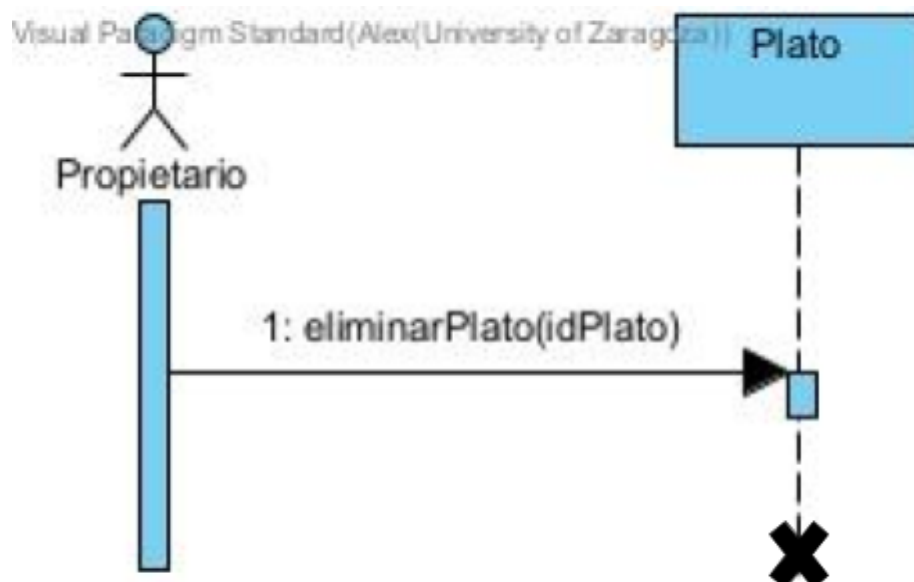 Visual Paradigm Standard(Alex(University of Zaragoza))
Plato
Propietario
1: eliminarPlato(idPlato)